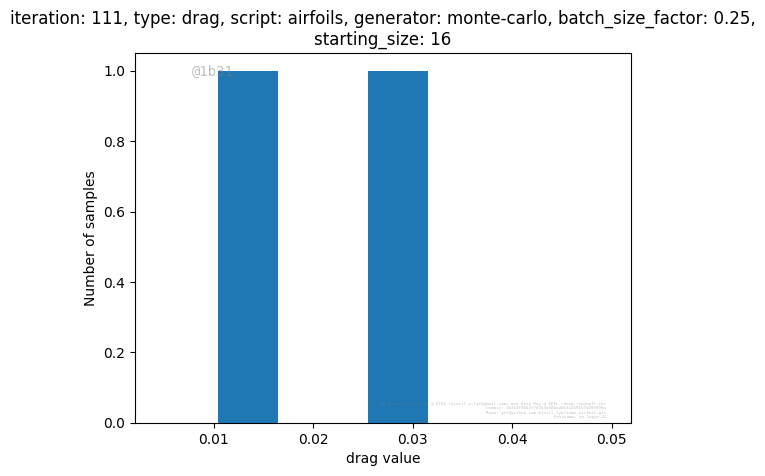 iteration: 111, type: drag, script: airfoils, generator: monte-carlo, batch_size_factor: 0.25,
starting_size: 16
@1b31
1.0
0.8
0.6
0.4
0.2
0.0
Number of samples
0.01
0.02
0.03
0.04
0.05
drag value